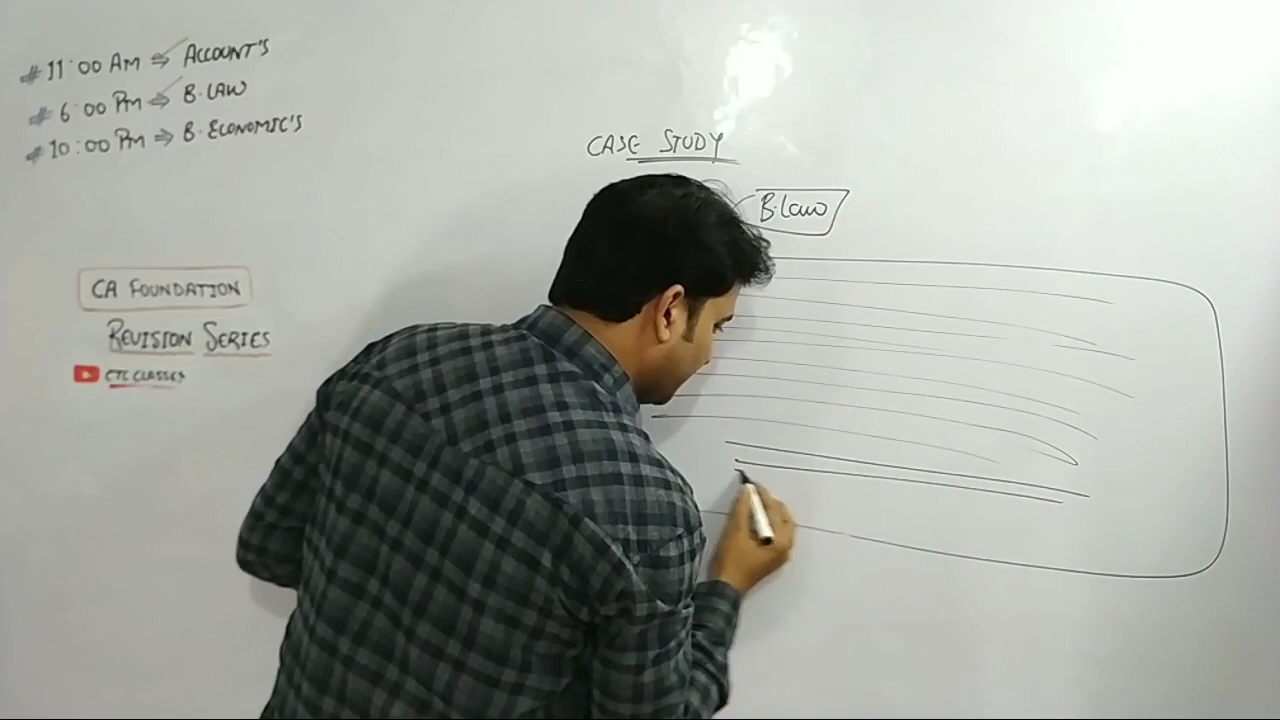 # 11:00 AM ⇒ ACCOUNT'S
# 6:00 PM ⇒ B. LAW
# 10:00 PM ⇒ B. ECONOMIC'S
CASE STUDY
B. Law
CA FOUNDATION
REVISION SERIES
CTC CLASSES